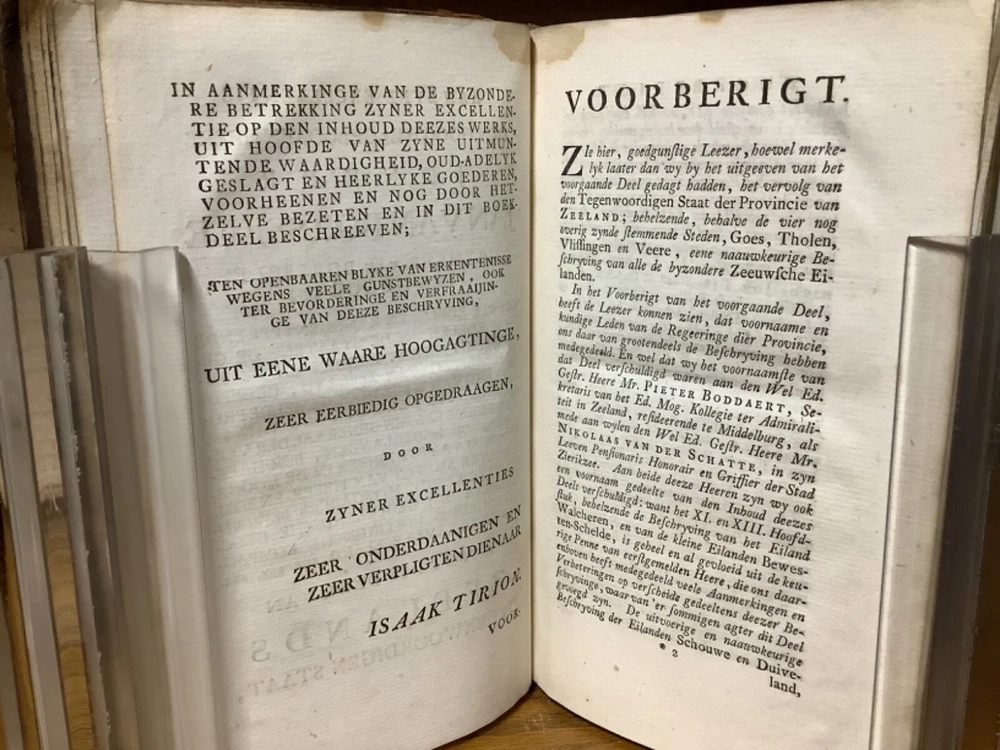 IN AANMERKINGE VAN DE BYZONDE-
RE BETREKKING ZYNER EXCELLEN-
TIE OP DEN INHOUD DEEZES WERKS,
UIT HOOFDE VAN ZYNE UITMUN-
TENDE WAARDIGHEID, OUD-ADELYK
GESLAGT EN HEERLYKE GOEDEREN,
VOORHEENEN EN NOG DOOR HET-
ZELVE BEZETEN EN IN DIT BOEK-
DEEL BESCHREEVEN;
TEN OPENBAAREN BLYKE VAN ERKENTENISSE
WEGENS VEELE GUNSTBEWYZEN, OOK
TER BEVORDERINGE EN VERFRAAIJIN-
GE VAN DEEZE BESCHRYVING,
UIT EENE WAARE HOOGAGTINGE,
ZEER EERBIEDIG OPGEDRAAGEN,
DOOR
ZYNER EXCELLENTIES
ZEER ONDERDAANIGEN EN
ZEER VERPLIGTEN DIENAAR
ISAAK TIRION.
VOOR-
VOORBERIGT.
Zie hier, goedgunſtige Leezer, hoewel merke-
lyk laater dan wy by het uitgeeven van het
voorgaande Deel gedagt hadden, het vervolg van
den Tegenwoordigen Staat der Provincie van
ZEELAND; behelzende, behalve de vier nog
overig zynde ſtemmende Steden, Goes, Tholen,
Vliſſingen en Veere, eene naauwkeurige Be-
ſchryving van alle de byzondere Zeeuwſche Ei-
landen.
In het Voorberigt van het voorgaande Deel,
heeft de Leezer konnen zien, dat voornaame en
kundige Leden van de Regeeringe dier Provincie,
ons daar van grootendeels de Beſchryving hebben
medegedeeld. En wel dat wy het voornaamſte van
dat Deel verſchuldigd waren aan den Wel Ed.
Geſtr. Heere Mr. PIETER BODDAERT, Se-
kretaris van het Ed. Mog. Kollegie ter Admirali-
teit in Zeeland, reſideerende te Middelburg, als
mede aan wylen den Wel Ed. Geſtr. Heere Mr.
NIKOLAAS VAN DER SCHATTE, in zyn
Leeven Penſionaris Honorair en Griffier der Stad
Zierikzee. Aan beide deeze Heeren zyn wy ook
een voornaam gedeelte van den Inhoud deezes
Deels verſchuldigd: want het XI. en XIII. Hoofd-
ſtuk, behelzende de Beſchryving van het Eiland
Walcheren, en van de kleine Eilanden Bewes-
ten-Schelde, is geheel en al gevloeid uit de keu-
rige Penne van eerſtgemelden Heere, die ons daar-
enboven heeft medegedeeld veele Aanmerkingen en
Verbeteringen op verſcheide gedeeltens deezer Be-
ſchryvinge, waar van 'er ſommigen agter dit Deel
gevoegd zyn. De uitvoerige en naauwkeurige
Beſchryving der Eilanden Schouwe en Duive-
* 2
land,